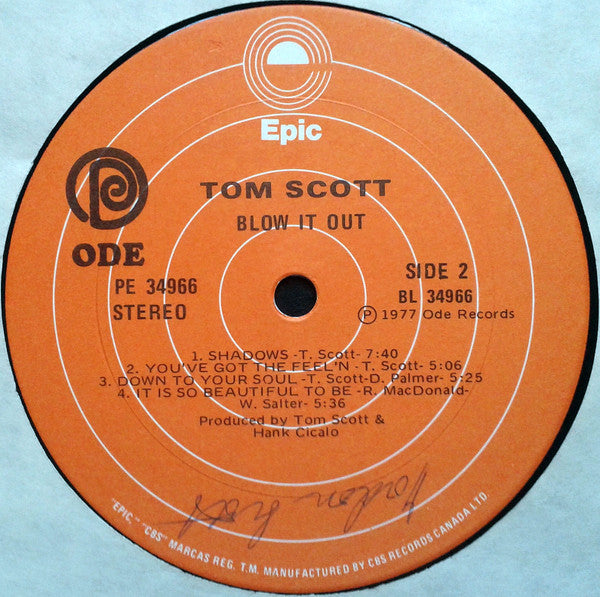 Epic
TOM SCOTT
BLOW IT OUT
ODE
PE 34966
STEREO
SIDE 2
BL 34966
Ⓟ 1977 Ode Records
1. SHADOWS -T. Scott- 7:40
2. YOU'VE GOT THE FEEL'N -T. Scott- 5:06
3. DOWN TO YOUR SOUL -T. Scott-D. Palmer- 5:25
4. IT IS SO BEAUTIFUL TO BE -R. MacDonald-
W. Salter- 5:36
Produced by Tom Scott &
Hank Cicalo
"EPIC," "CBS" MARCAS REG. T.M. MANUFACTURED BY CBS RECORDS CANADA LTD.